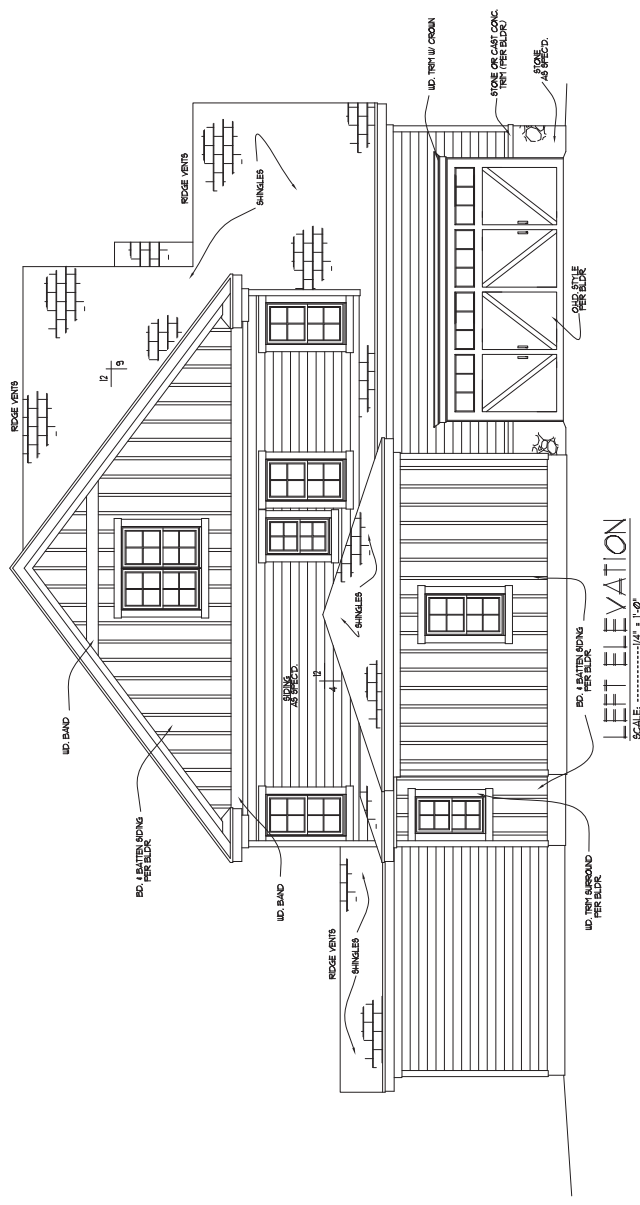 RIDGE VENTS
WD. BAND
12
9
BD. & BATTEN SIDING
PER BLDR.
RIDGE VENTS
SHINGLES
WD. BAND
SIDING
AS SPEC'D.
12
4
RIDGE VENTS
SHINGLES
SHINGLES
WD. TRIM W/ CROWN
STONE OR CAST CONC.
TRIM (PER BLDR.)
STONE
AS SPEC'D.
O.H.D. STYLE
PER BLDR.
BD. & BATTEN SIDING
PER BLDR.
WD. TRIM SURROUND
PER BLDR.
LEFT ELEVATION
SCALE: ----------1/4" = 1'-0"